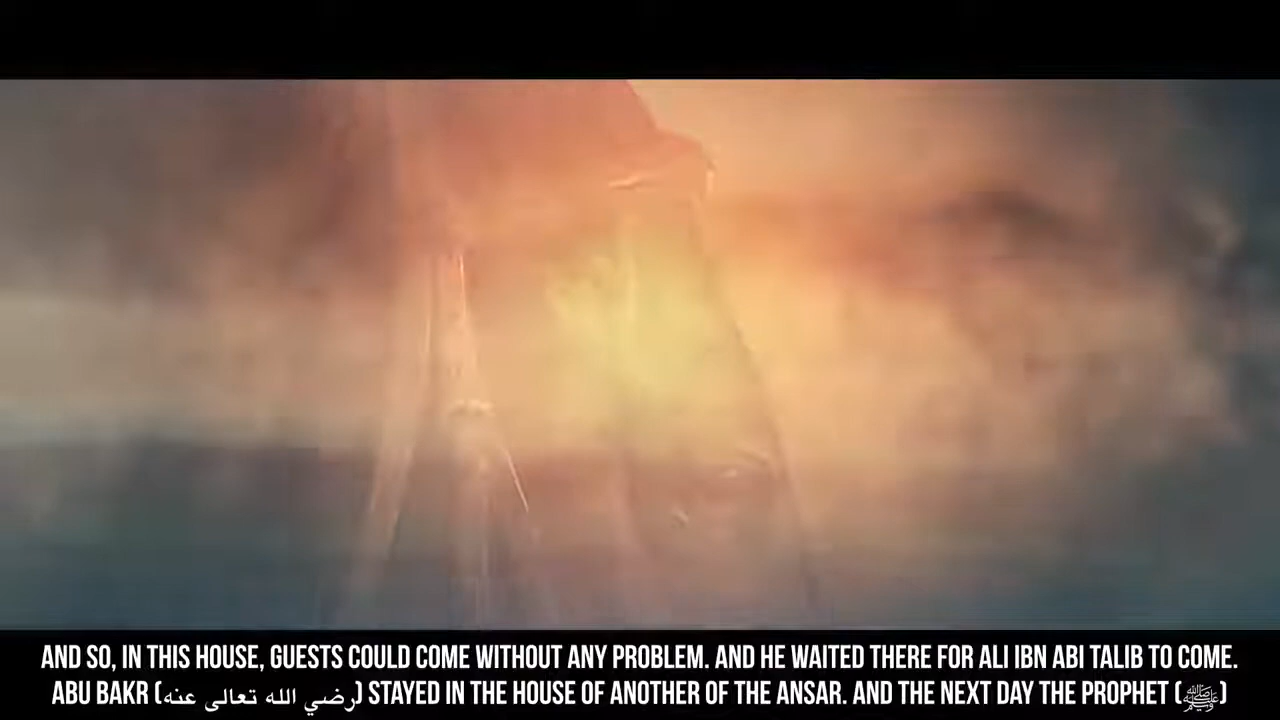 AND SO, IN THIS HOUSE, GUESTS COULD COME WITHOUT ANY PROBLEM. AND HE WAITED THERE FOR ALI IBN ABI TALIB TO COME.
ABU BAKR (رضي الله تعالى عنه) STAYED IN THE HOUSE OF ANOTHER OF THE ANSAR. AND THE NEXT DAY THE PROPHET (ﷺ)